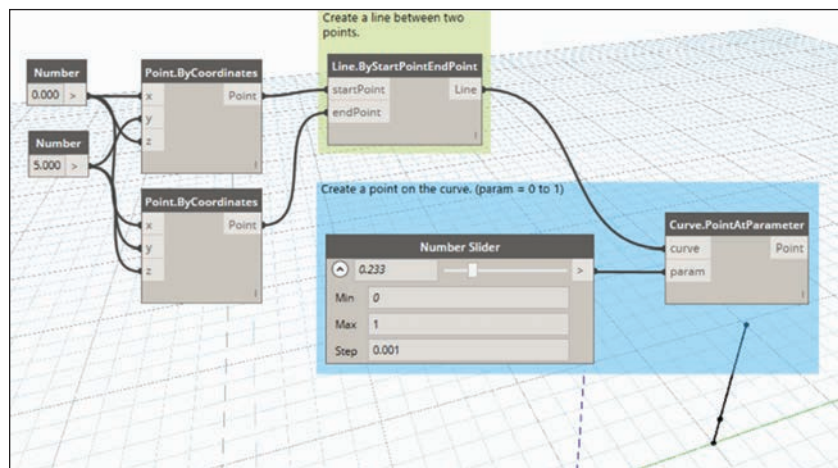 Create a line between two
points.
Number
0.000 >
Number
5.000 >
Point.ByCoordinates
x Point
y
z
Point.ByCoordinates
x Point
y
z
Line.ByStartPointEndPoint
startPoint Line
endPoint
Create a point on the curve. (param = 0 to 1)
Number Slider
0.233 >
Min 0
Max 1
Step 0.001
Curve.PointAtParameter
curve Point
param